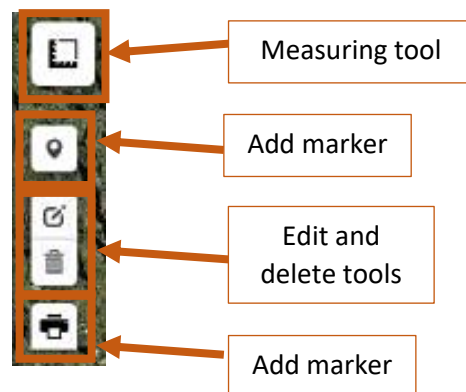 Measuring tool
Add marker
Edit and
delete tools
Add marker